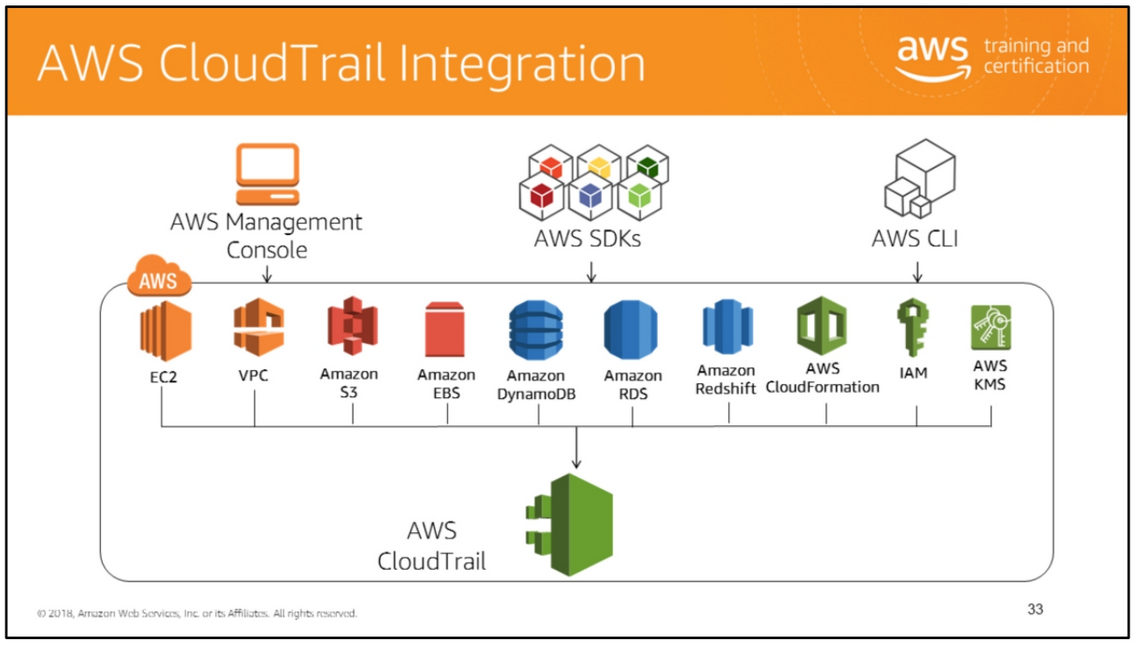 AWS CloudTrail Integration
aws training and
certification
AWS Management
Console
AWS SDKs
AWS CLI
AWS
EC2
VPC
Amazon
S3
Amazon
EBS
Amazon
DynamoDB
Amazon
RDS
Amazon
Redshift
AWS
CloudFormation
IAM
AWS
KMS
AWS
CloudTrail
© 2018, Amazon Web Services, Inc. or its Affiliates. All rights reserved.
33